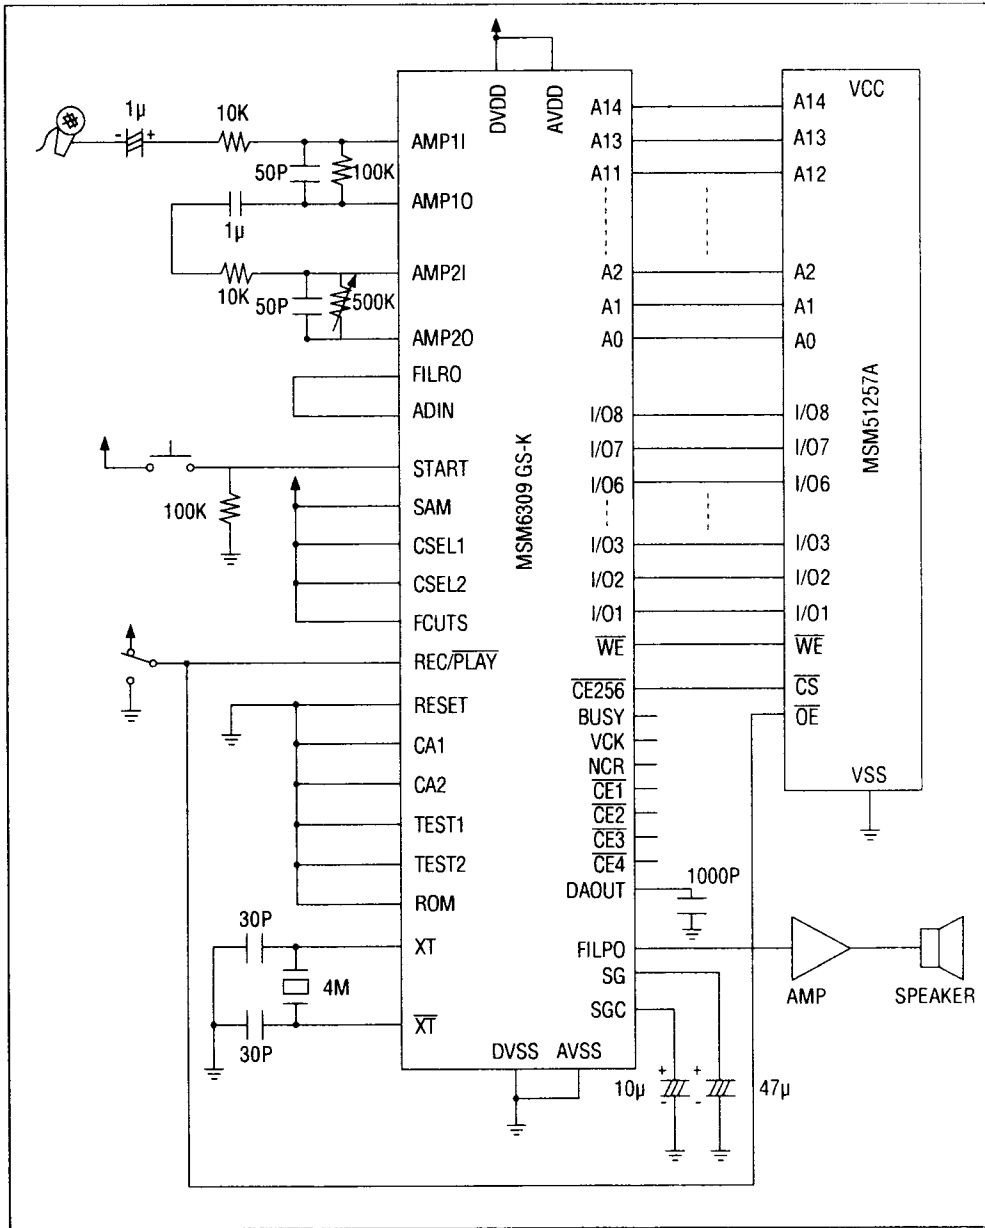 DVDD
AVDD
VCC
1μ
- +
10K
AMP1I
50P
100K
AMP1O
1μ
10K
AMP2I
50P
500K
AMP2O
FILRO
ADIN
START
100K
SAM
CSEL1
CSEL2
FCUTS
REC/PLAY
RESET
CA1
CA2
TEST1
TEST2
ROM
30P
XT
4M
30P
XT
MSM6309 GS-K
DVSS
AVSS
A14
A13
A11
A2
A1
A0
I/O8
I/O7
I/O6
I/O3
I/O2
I/O1
WE
CE256
BUSY
VCK
NCR
CE1
CE2
CE3
CE4
DAOUT
1000P
FILPO
SG
SGC
+
10μ
-
+
47μ
-
A14
A13
A12
A2
A1
A0
I/O8
I/O7
I/O6
I/O3
I/O2
I/O1
WE
CS
OE
MSM51257A
VSS
AMP
SPEAKER